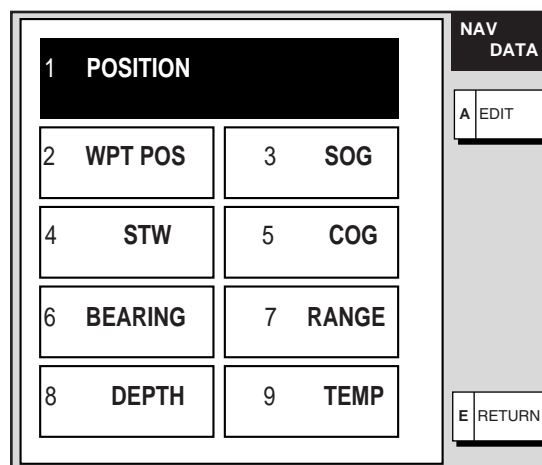 NAV
DATA
1 POSITION
A EDIT
2 WPT POS 3 SOG
4 STW 5 COG
6 BEARING 7 RANGE
8 DEPTH 9 TEMP
E RETURN